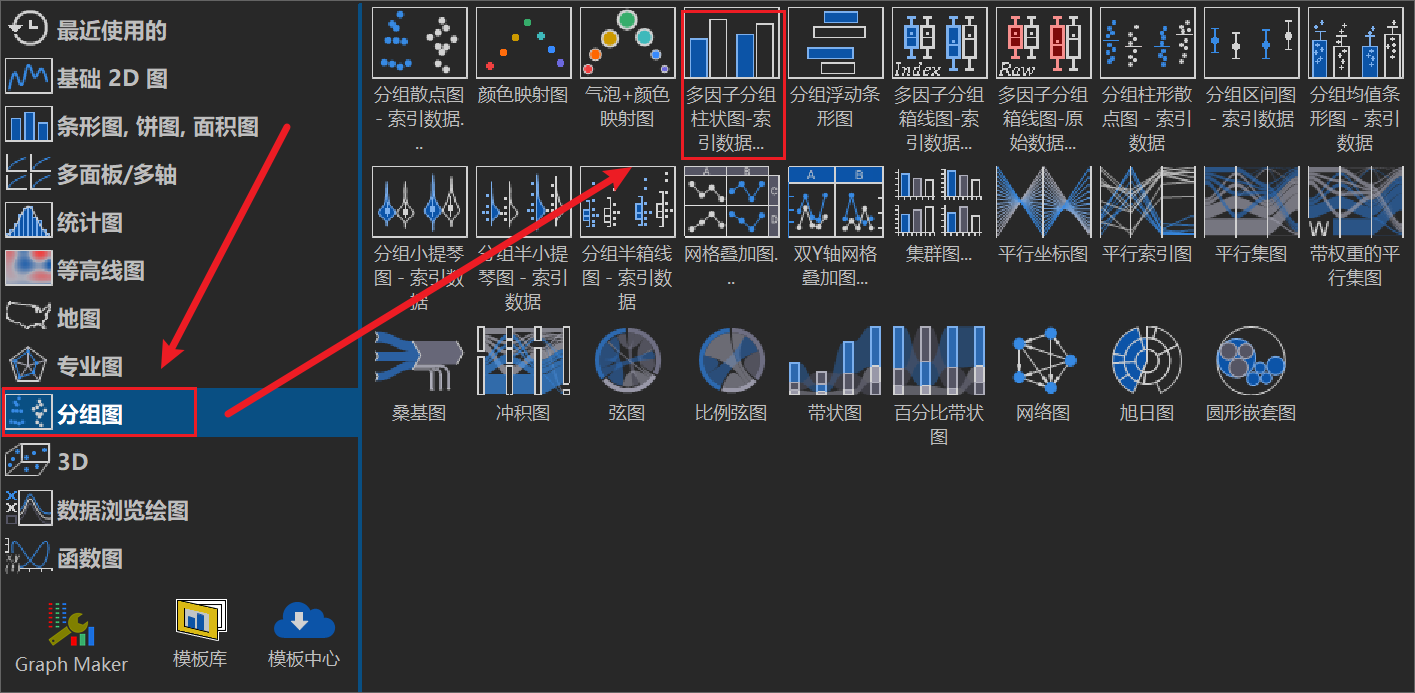 最近使用的
基础 2D 图
条形图, 饼图, 面积图
多面板/多轴
统计图
等高线图
地图
专业图
分组图
3D
数据浏览绘图
函数图
Graph Maker
模板库
模板中心
分组散点图
- 索引数据.
..
颜色映射图
气泡+颜色
映射图
多因子分组
柱状图-索
引数据...
分组浮动条
形图
Index
多因子分组
箱线图-索
引数据...
Raw
多因子分组
箱线图-原
始数据...
分组柱形散
点图 - 索引
数据
分组区间图
- 索引数据
分组均值条
形图 - 索引
数据
分组小提琴
图 - 索引数
据
分组半小提
琴图 - 索引
数据
分组半箱线
图 - 索引数
据
A B
C
D
网格叠加图.
..
A B
双Y轴网格
叠加图...
集群图...
平行坐标图
平行索引图
平行集图
W
带权重的平
行集图
桑基图
冲积图
弦图
比例弦图
带状图
百分比带状
图
网络图
旭日图
圆形嵌套图